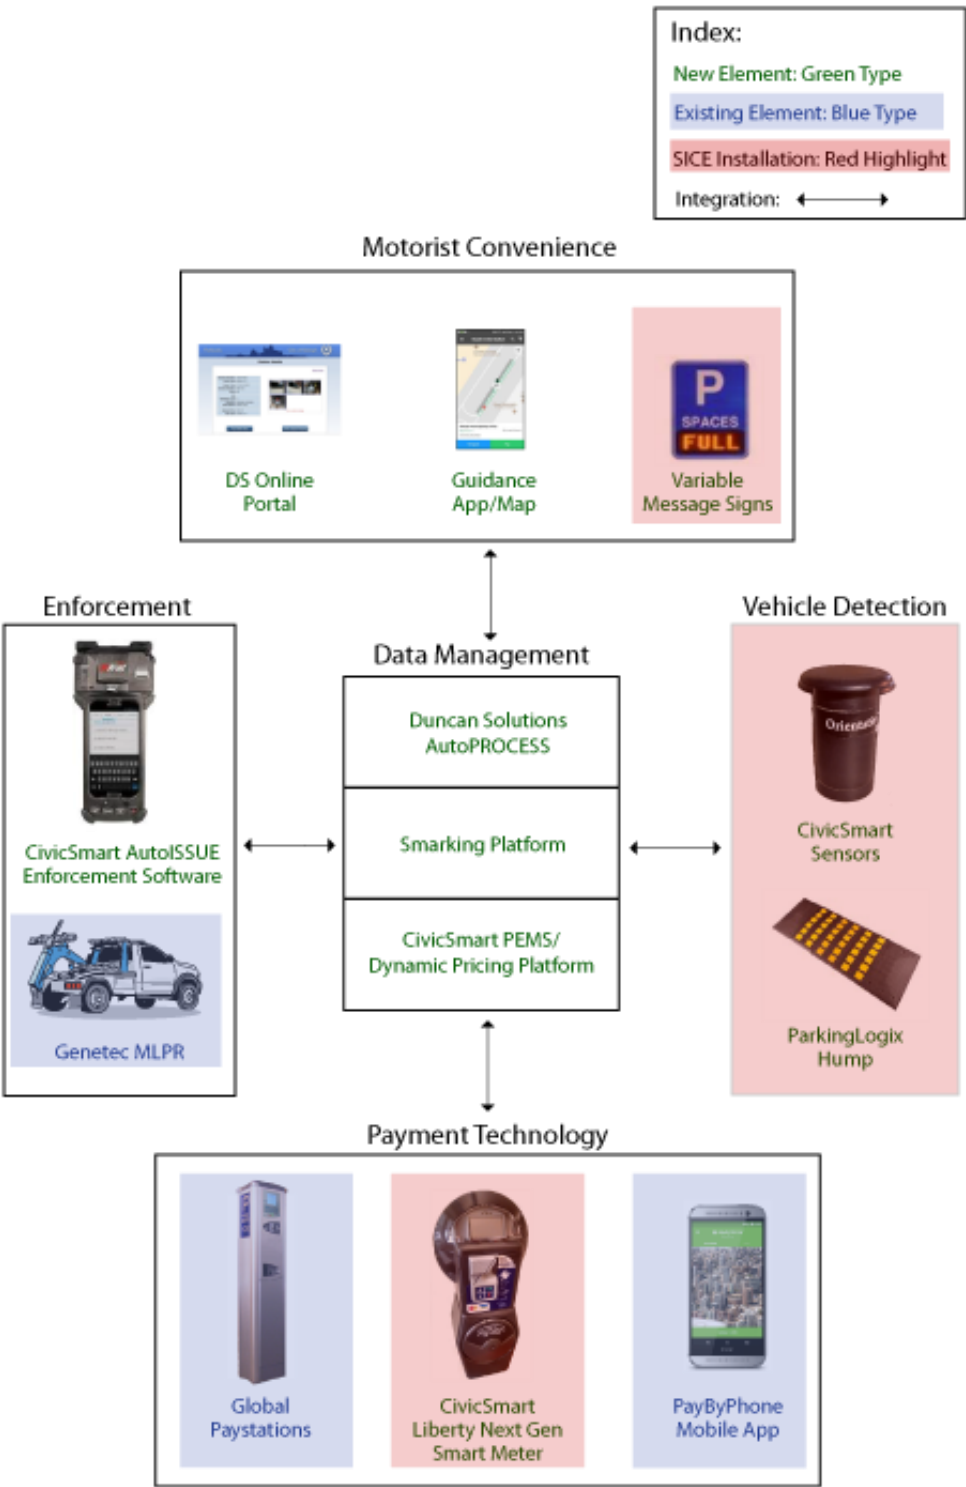 Index:
New Element: Green Type
Existing Element: Blue Type
SICE Installation: Red Highlight
Integration:
Motorist Convenience
P
SPACES
FULL
DS Online
Portal
Guidance
App/Map
Variable
Message Signs
Enforcement
CivicSmart AutoISSUE
Enforcement Software
Genetec MLPR
Data Management
Duncan Solutions
AutoPROCESS
Smarking Platform
CivicSmart PEMS/
Dynamic Pricing Platform
Vehicle Detection
CivicSmart
Sensors
ParkingLogix
Hump
Payment Technology
Global
Paystations
CivicSmart
Liberty Next Gen
Smart Meter
PayByPhone
Mobile App